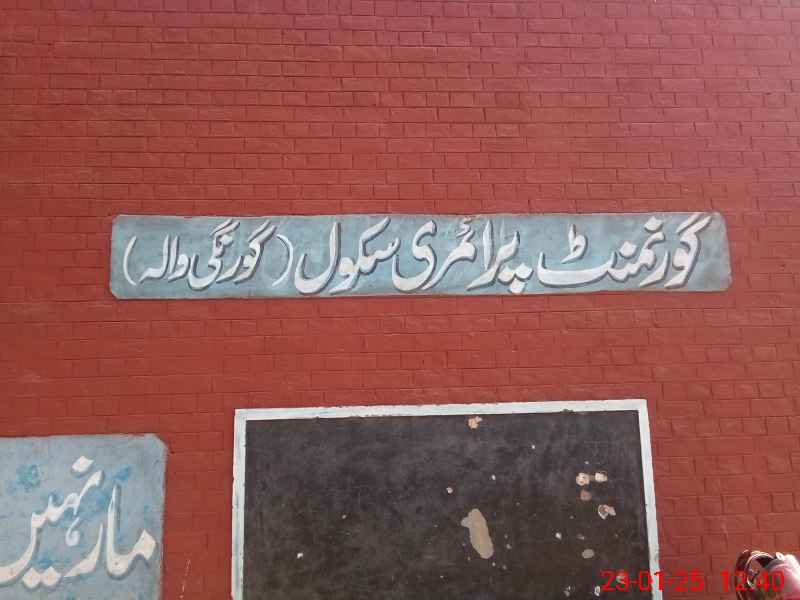 گورنمنٹ پرائمری سکول (گورنگی والہ)
مار نہیں
23-01-25 12:40